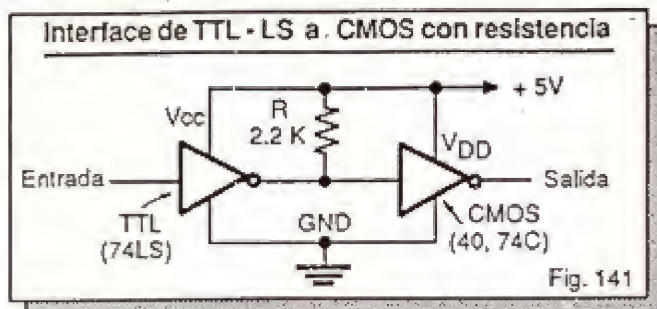 Interface de TTL - LS a. CMOS con resistencia
+ 5V
Vcc
R
2.2 K
VDD
Entrada
Salida
TTL
(74LS)
GND
CMOS
(40, 74C)
Fig. 141